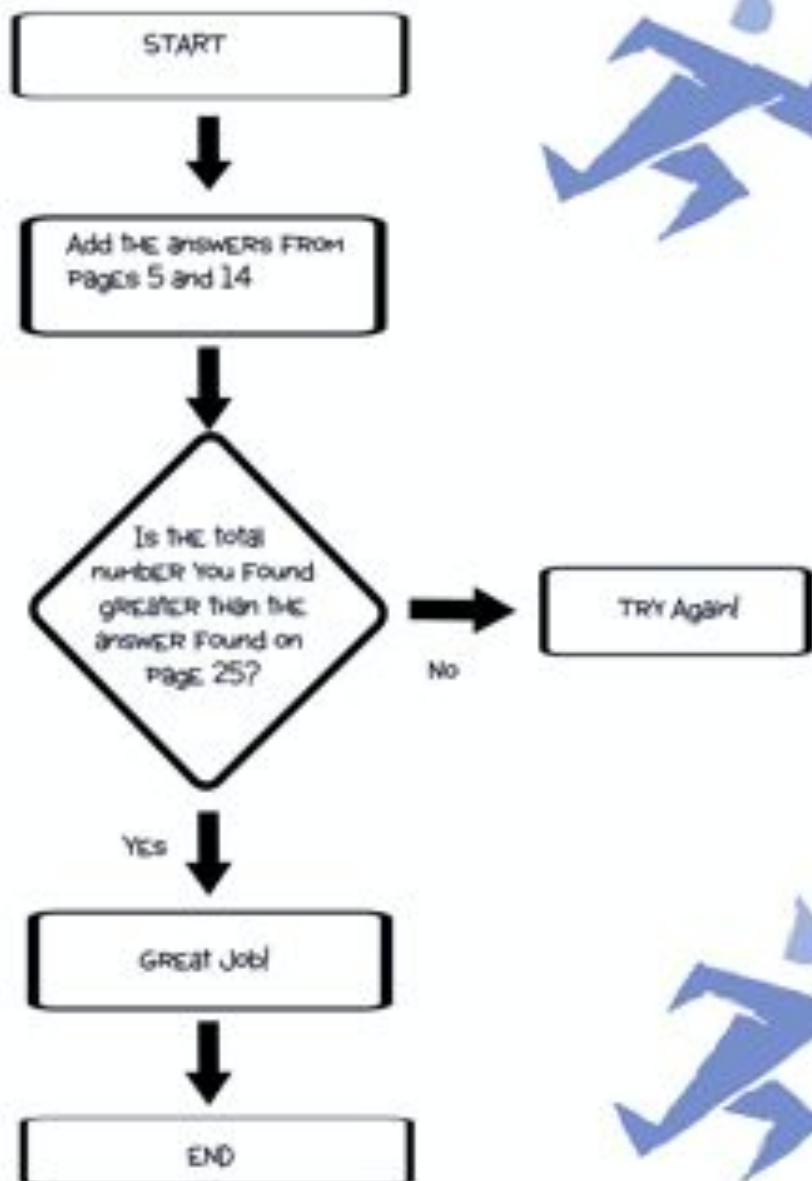 START
Add the answers from
pages 5 and 14
Is the total
number you found
greater than the
answer found on
page 25?
No
TRY Again!
Yes
Great Job!
END